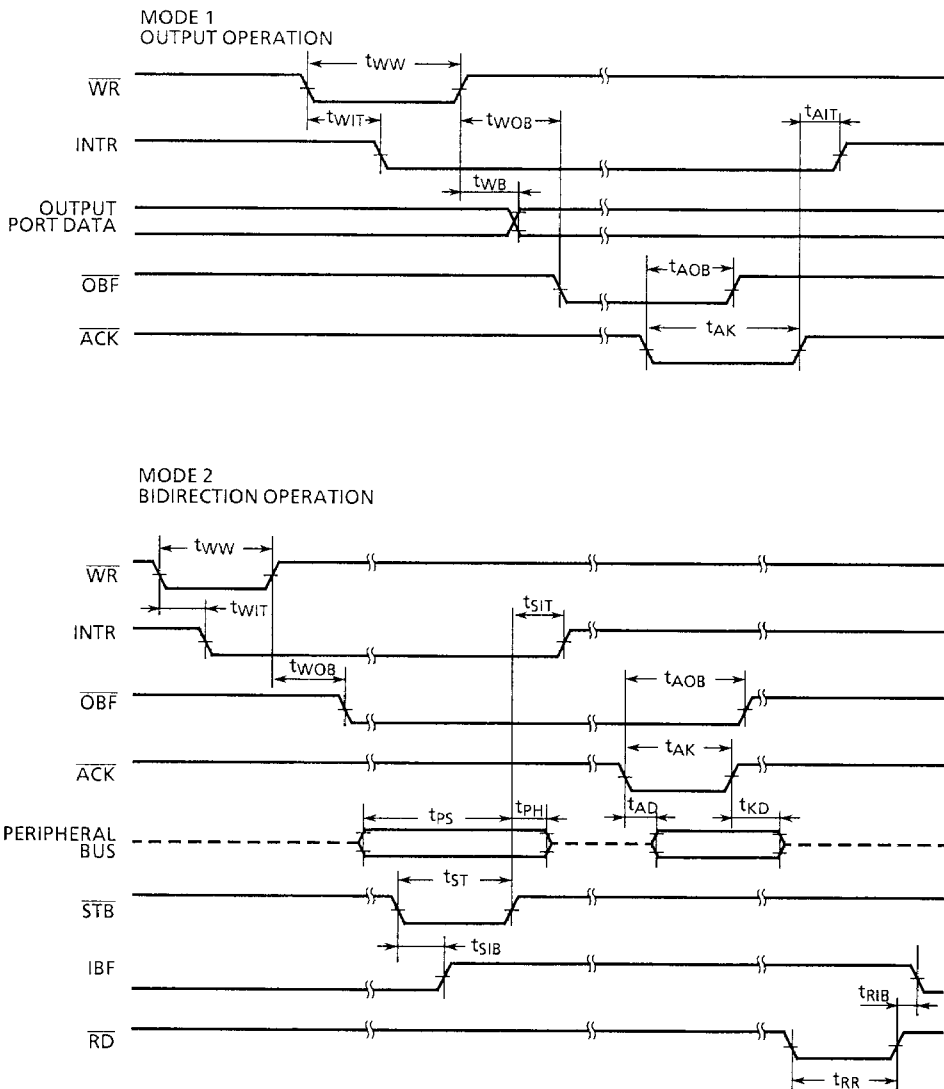 MODE 1
OUTPUT OPERATION
tWW
WR
tWIT
tWOB
tAIT
INTR
tWB
OUTPUT
PORT DATA
OBF
tAOB
ACK
tAK
MODE 2
BIDIRECTION OPERATION
tWW
WR
tWIT
tSIT
INTR
tWOB
OBF
tAOB
ACK
tAK
tPS
tPH
tAD
tKD
PERIPHERAL
BUS
tST
STB
tSIB
IBF
tRIB
RD
tRR